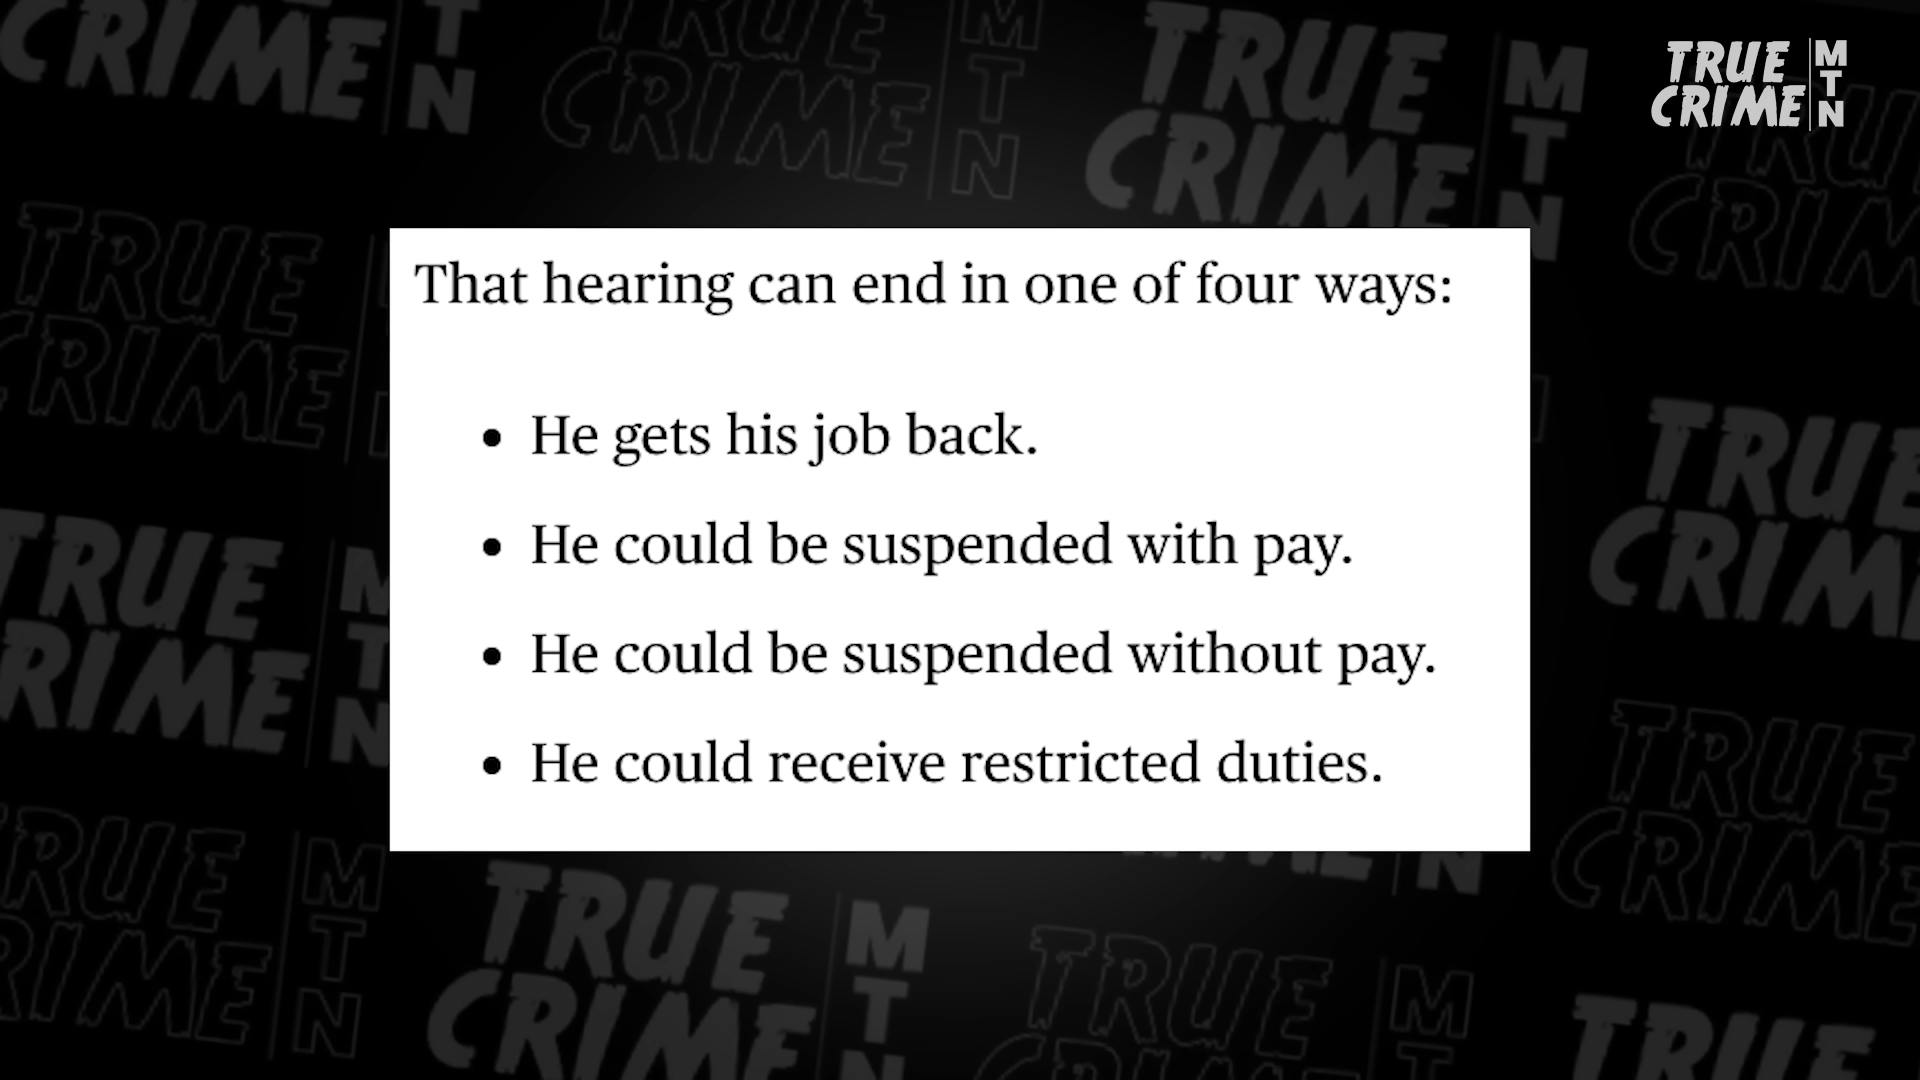 TRUE
CRIME
MTN
That hearing can end in one of four ways:
• He gets his job back.
• He could be suspended with pay.
• He could be suspended without pay.
• He could receive restricted duties.